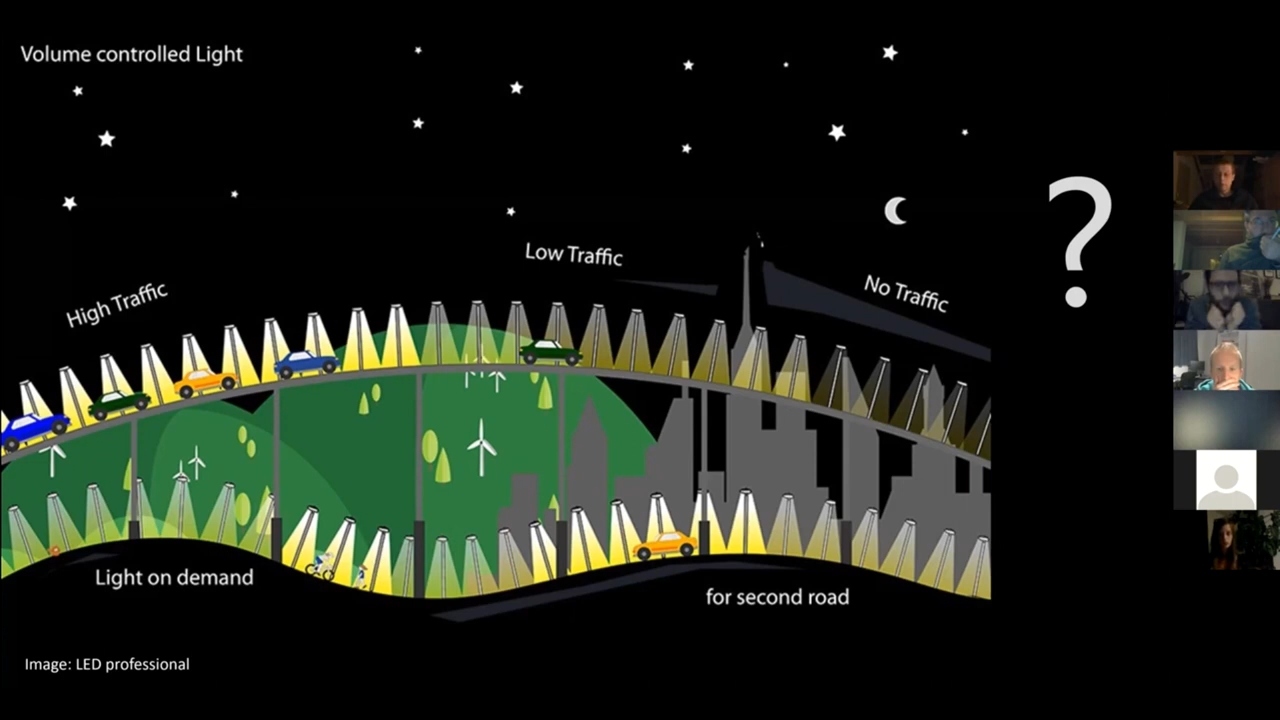 Volume controlled Light
High Traffic
Low Traffic
No Traffic
?
Light on demand
for second road
Image: LED professional